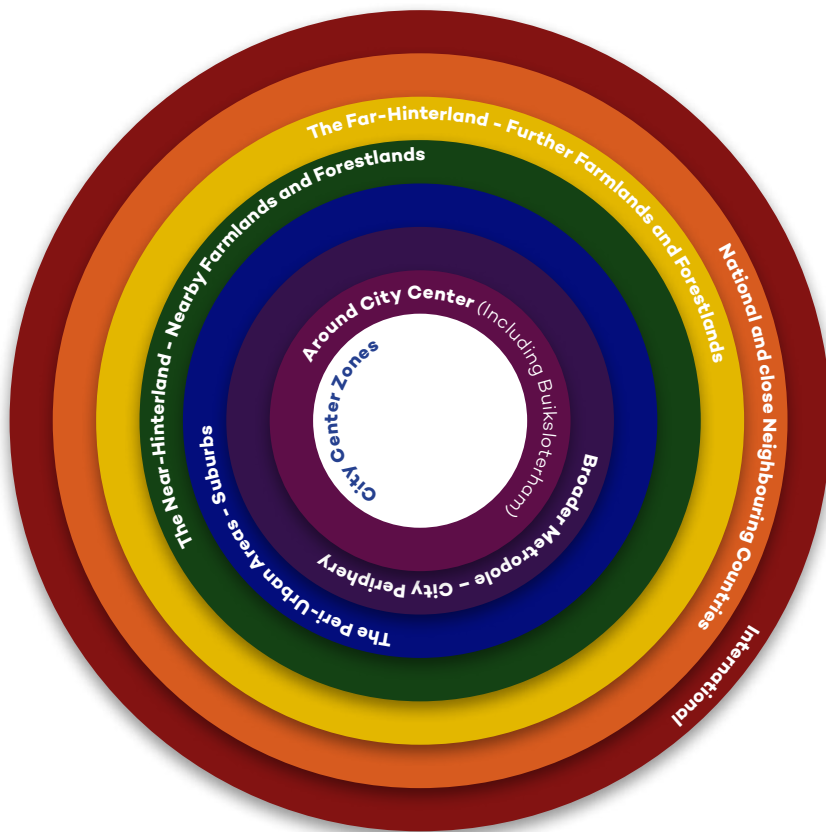 The Far-Hinterland - Further Farmlands and Forestlands
The Near-Hinterland - Nearby Farmlands and Forestlands
National and close Neighbouring Countries
Around City Center (Including Buiksloterham)
City Center Zones
The Peri-Urban Areas - Suburbs
Broader Metropole – City Periphery
International